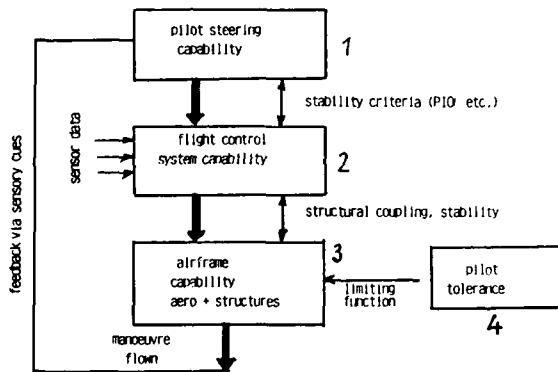 pilot steering
capability
1
stability criteria (PIO etc.)
sensor data
flight control
system capability
2
feedback via sensory cues
structural coupling, stability
3
airframe
capability
aero + structures
limiting
function
pilot
tolerance
4
manoeuvre
flown